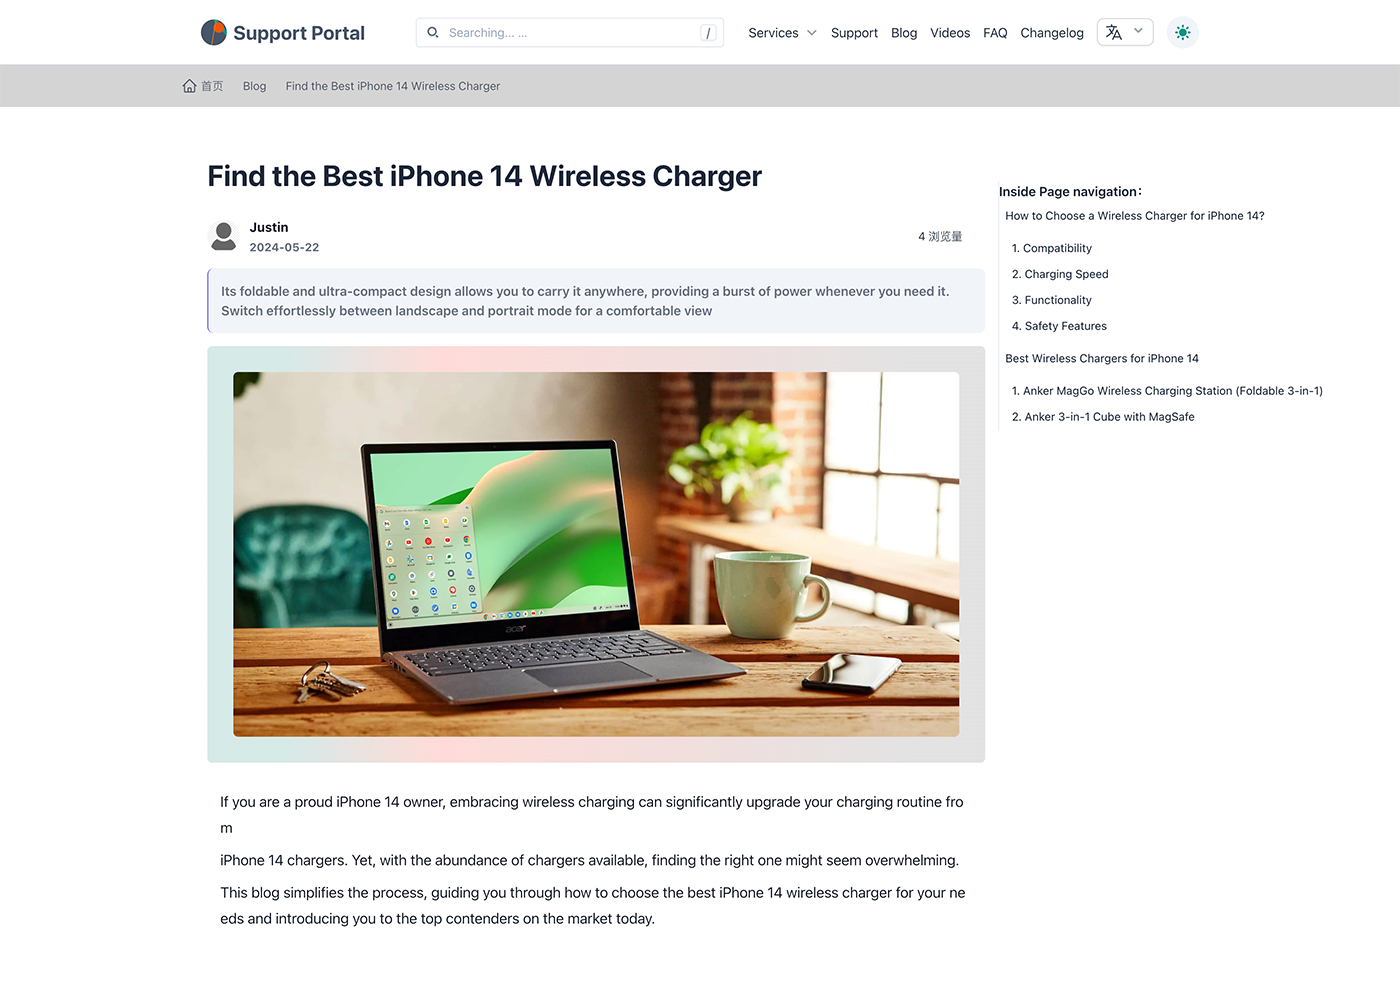 Support Portal
Searching... ...
/
Services
Support
Blog
Videos
FAQ
Changelog
首页
Blog
Find the Best iPhone 14 Wireless Charger
Find the Best iPhone 14 Wireless Charger
Justin
2024-05-22
4 浏览量
Its foldable and ultra-compact design allows you to carry it anywhere, providing a burst of power whenever you need it.
Switch effortlessly between landscape and portrait mode for a comfortable view
acer
If you are a proud iPhone 14 owner, embracing wireless charging can significantly upgrade your charging routine fro
m
iPhone 14 chargers. Yet, with the abundance of chargers available, finding the right one might seem overwhelming.
This blog simplifies the process, guiding you through how to choose the best iPhone 14 wireless charger for your ne
eds and introducing you to the top contenders on the market today.
Inside Page navigation：
How to Choose a Wireless Charger for iPhone 14?
1. Compatibility
2. Charging Speed
3. Functionality
4. Safety Features
Best Wireless Chargers for iPhone 14
1. Anker MagGo Wireless Charging Station (Foldable 3-in-1)
2. Anker 3-in-1 Cube with MagSafe